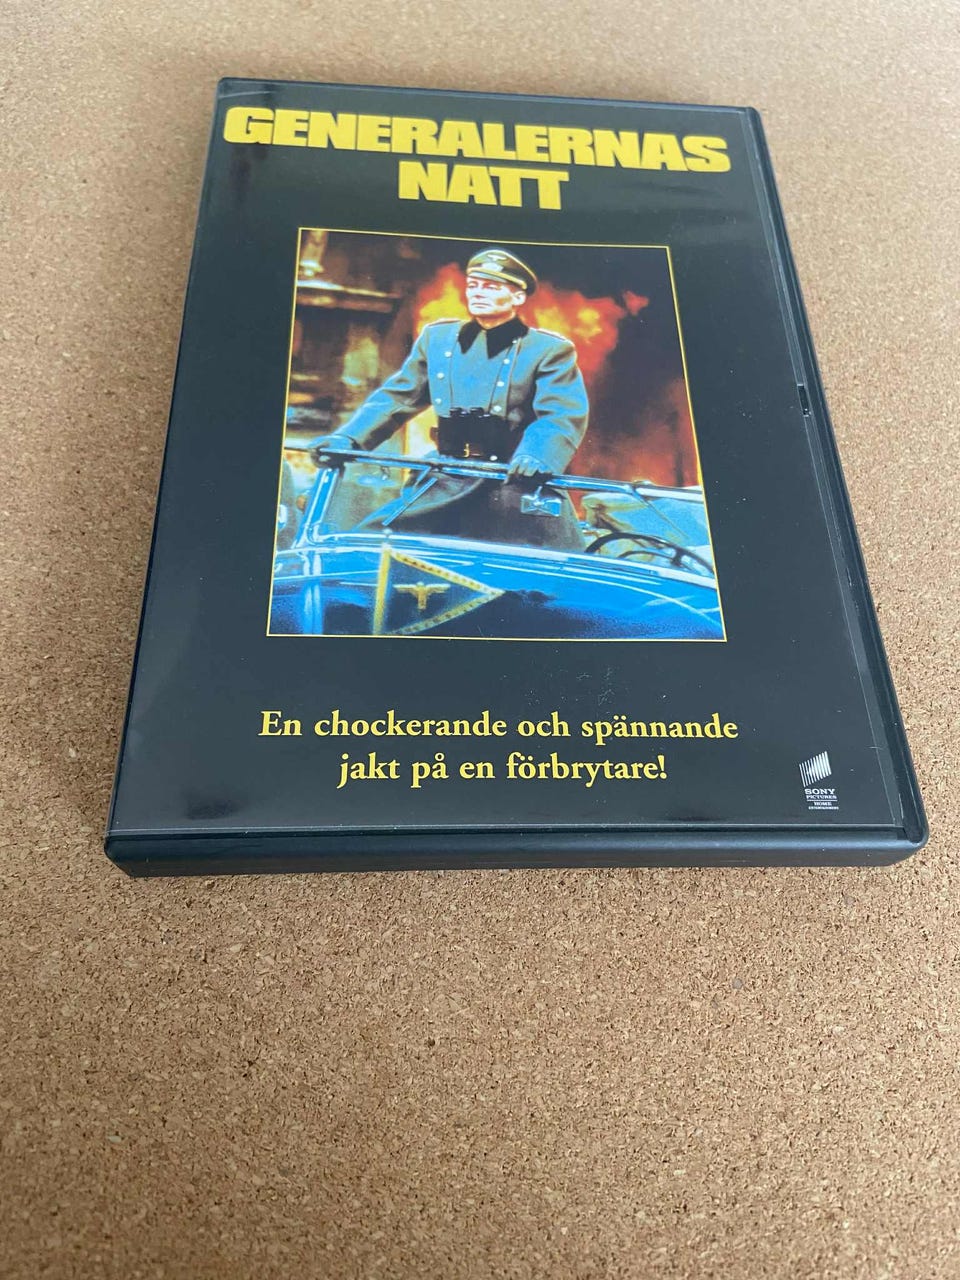 GENERALERNAS
NATT
En chockerande och spännande
jakt på en förbrytare!
SONY
PICTURES
HOME
ENTERTAINMENT